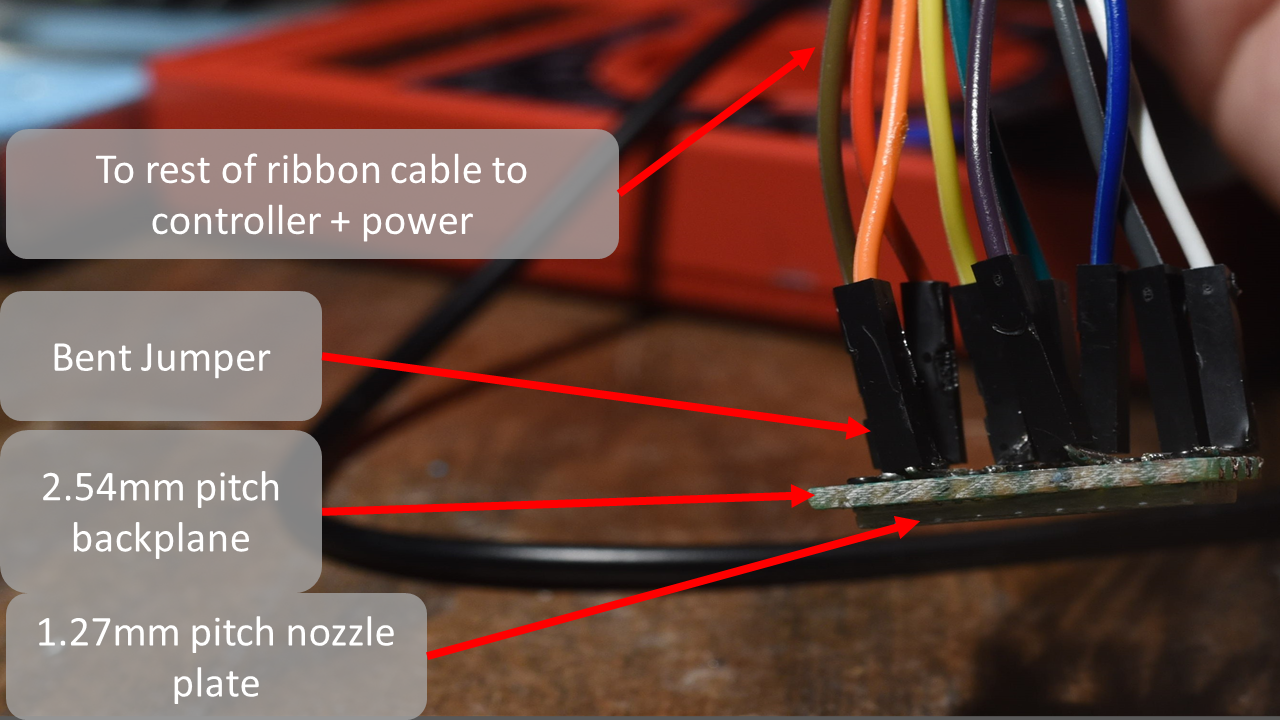 To rest of ribbon cable to
controller + power
Bent Jumper
2.54mm pitch
backplane
1.27mm pitch nozzle
plate